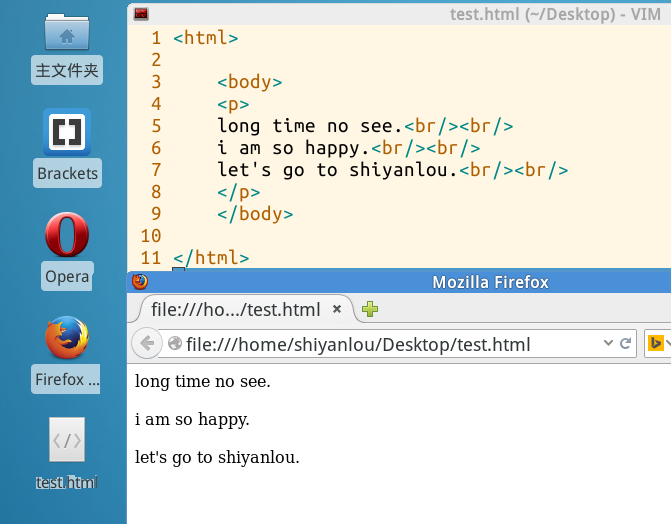 主文件夹
Brackets
Opera
Firefox ...
test.html
test.html (~/Desktop) - VIM
1 <html>
2
3     <body>
4     <p>
5     long time no see.<br/><br/>
6     i am so happy.<br/><br/>
7     let's go to shiyanlou.<br/><br/>
8     </p>
9     </body>
10
11 </html>
Mozilla Firefox
file:///ho.../test.html
file:///home/shiyanlou/Desktop/test.html
long time no see.
i am so happy.
let's go to shiyanlou.